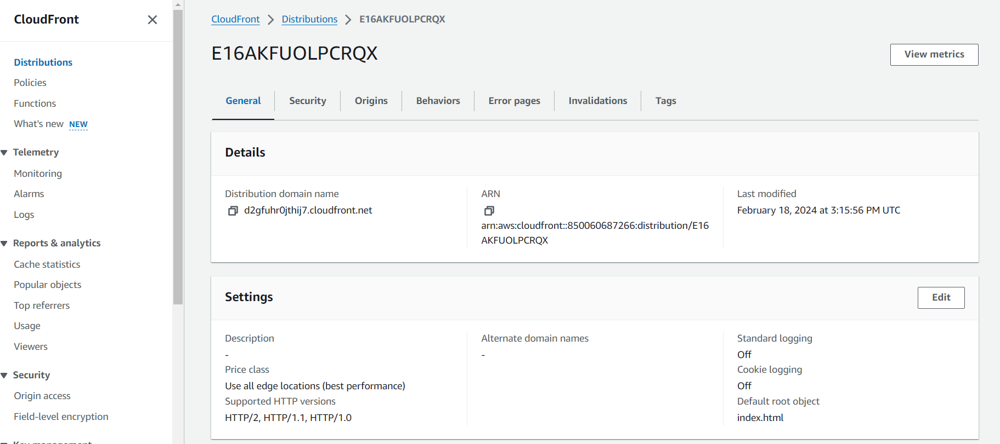 CloudFront
Distributions
Policies
Functions
What's new NEW
Telemetry
Monitoring
Alarms
Logs
Reports & analytics
Cache statistics
Popular objects
Top referrers
Usage
Viewers
Security
Origin access
Field-level encryption
Key management
CloudFront > Distributions > E16AKFUOLPCRQX
E16AKFUOLPCRQX
View metrics
General Security Origins Behaviors Error pages Invalidations Tags
Details
Distribution domain name
d2gfuhr0jthij7.cloudfront.net
ARN
arn:aws:cloudfront::850060687266:distribution/E16
AKFUOLPCRQX
Last modified
February 18, 2024 at 3:15:56 PM UTC
Settings
Edit
Description
-
Price class
Use all edge locations (best performance)
Supported HTTP versions
HTTP/2, HTTP/1.1, HTTP/1.0
Alternate domain names
-
Standard logging
Off
Cookie logging
Off
Default root object
index.html